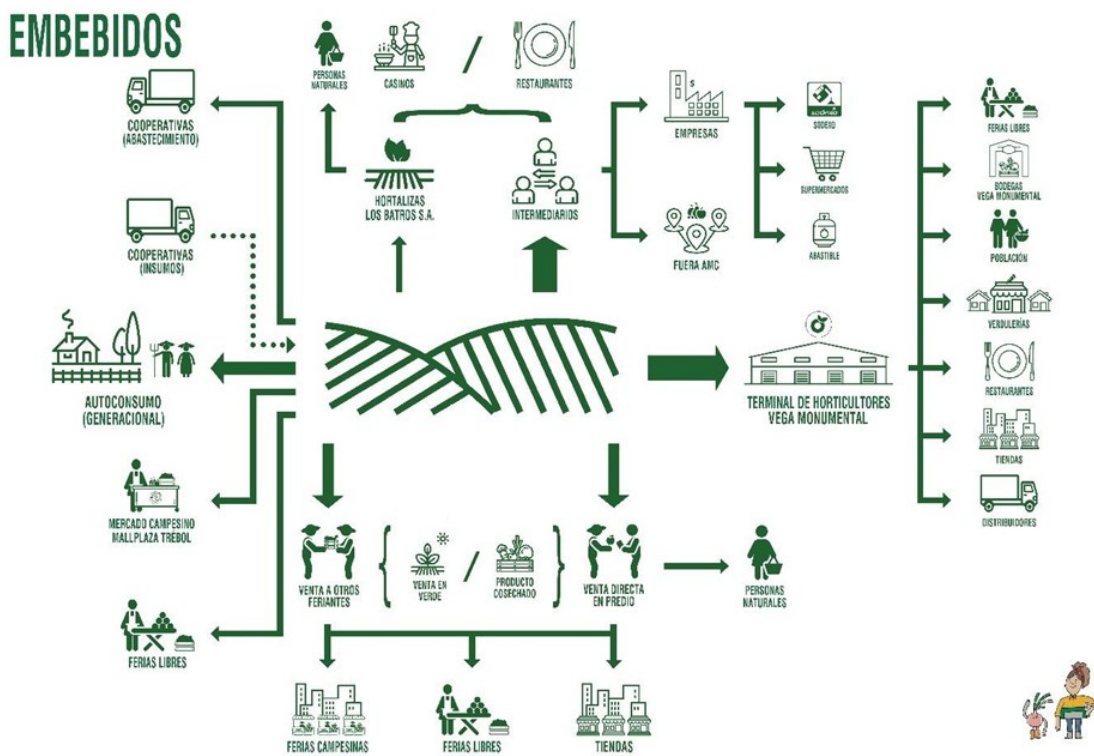 EMBEBIDOS
COOPERATIVAS
(ABASTECIMIENTO)
COOPERATIVAS
(INSUMOS)
AUTOCONSUMO
(GENERACIONAL)
MERCADO CAMPESINO
MALLPLAZA TRÉBOL
FERIAS LIBRES
PERSONAS
NATURALES
CASINOS
/
RESTAURANTES
HORTALIZAS
LOS BATROS S.A.
INTERMEDIARIOS
$
EMPRESAS
FUERA AMC
SODEXO
SUPERMERCADOS
ABASTIBLE
TERMINAL DE HORTICULTORES
VEGA MONUMENTAL
FERIAS LIBRES
BODEGAS
VEGA MONUMENTAL
POBLACIÓN
VERDULERÍAS
RESTAURANTES
TIENDAS
DISTRIBUIDORES
VENTA A OTROS
FERIANTES
VENTA EN
VERDE
/
PRODUCTO
COSECHADO
VENTA DIRECTA
EN PREDIO
PERSONAS
NATURALES
FERIAS CAMPESINAS
FERIAS LIBRES
TIENDAS